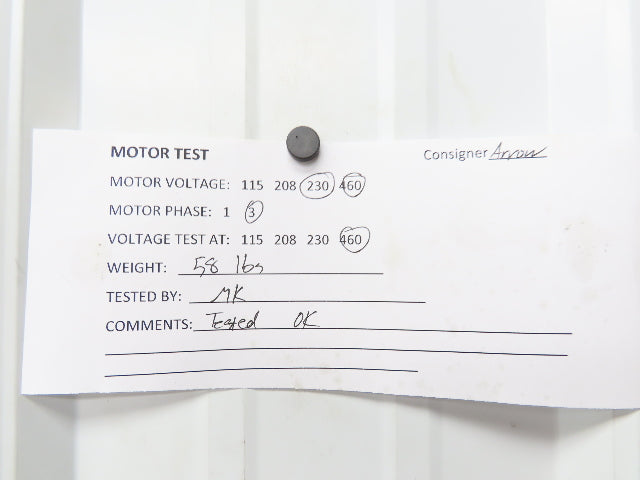 MOTOR TEST Consigner Arrow
MOTOR VOLTAGE: 115 208 230 460
MOTOR PHASE: 1 3
VOLTAGE TEST AT: 115 208 230 460
WEIGHT: 58 lbs
TESTED BY: MK
COMMENTS: Tested OK